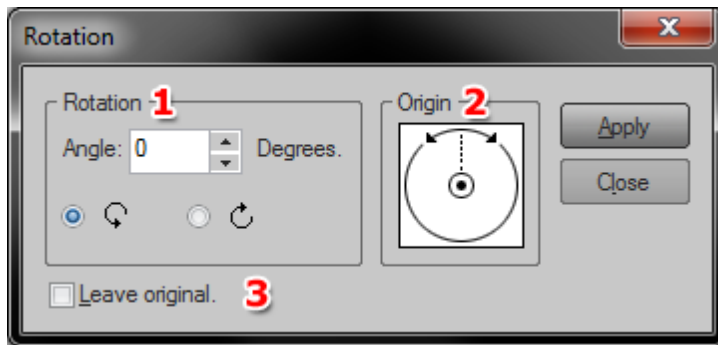 Rotation
Rotation 1
Angle: 0 Degrees.
Origin 2
Apply
Close
Leave original. 3